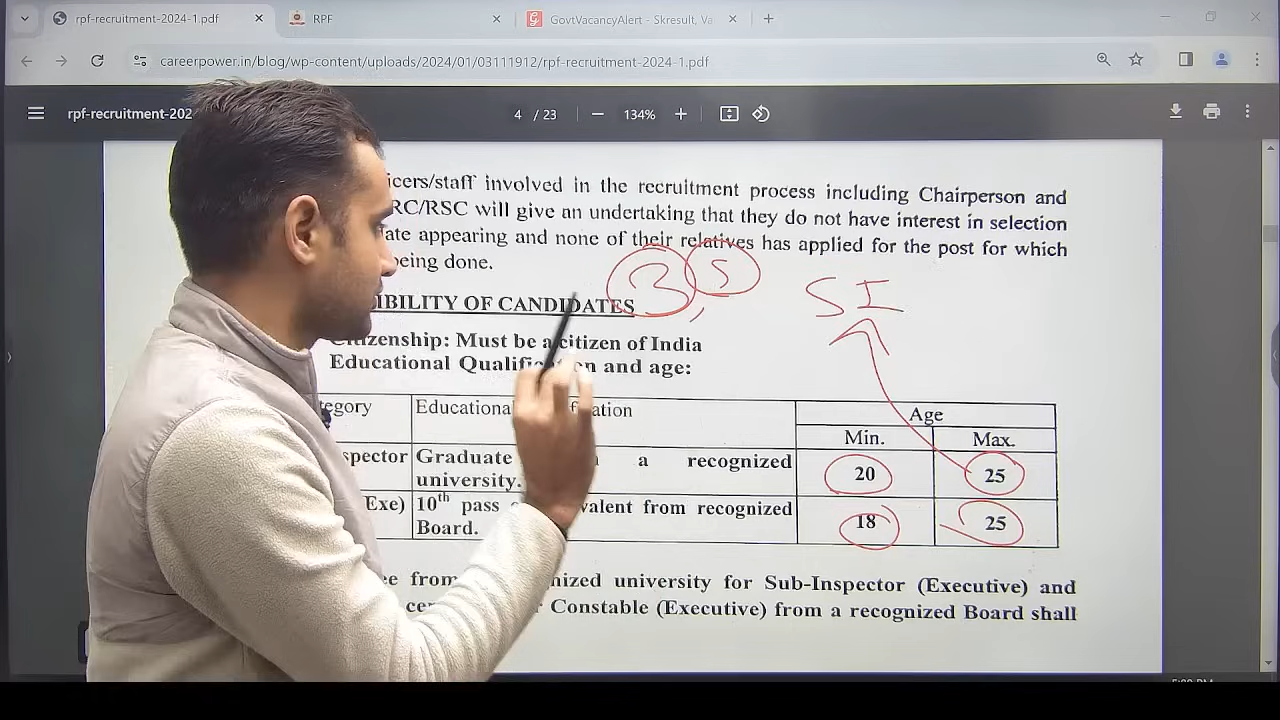 rpf-recruitment-2024-1.pdf
RPF
GovtVacancyAlert - Skresult, Va
careerpower.in/blog/wp-content/uploads/2024/01/03111912/rpf-recruitment-2024-1.pdf
rpf-recruitment-202
4 / 23
134%
icers/staff involved in the recruitment process including Chairperson and
RC/RSC will give an undertaking that they do not have interest in selection
ate appearing and none of their relatives has applied for the post for which
being done.
3, 5
SI
IBILITY OF CANDIDATES
Citizenship: Must be a citizen of India
Educational Qualification and age:
tegory Educational Age
Min. Max.
spector Graduate a recognized 20 25
university.
Exe) 10th pass valent from recognized 18 25
Board.
ee from nized university for Sub-Inspector (Executive) and
Constable (Executive) from a recognized Board shall